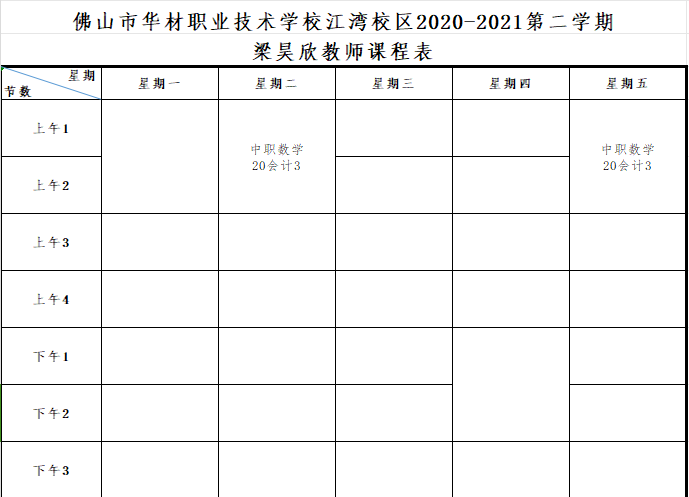 佛山市华材职业技术学校江湾校区2020-2021第二学期
梁昊欣教师课程表
星期
节数
星期一 星期二 星期三 星期四 星期五
上午1
中职数学 中职数学
20会计3 20会计3
上午2
上午3
上午4
下午1
下午2
下午3